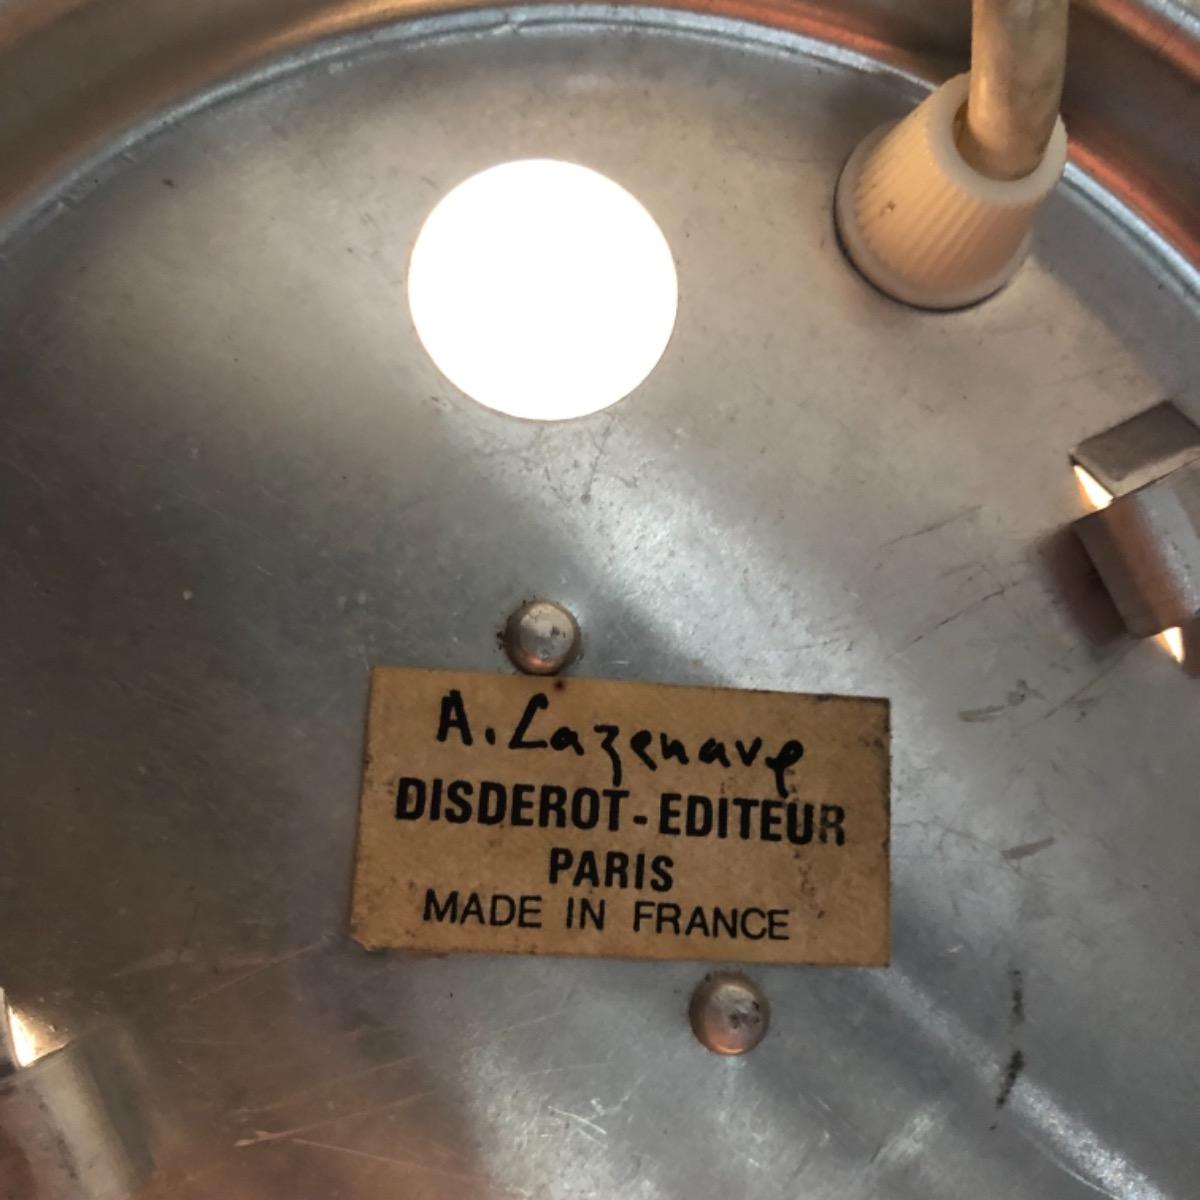 A. Cazenave
DISDEROT-EDITEUR
PARIS
MADE IN FRANCE